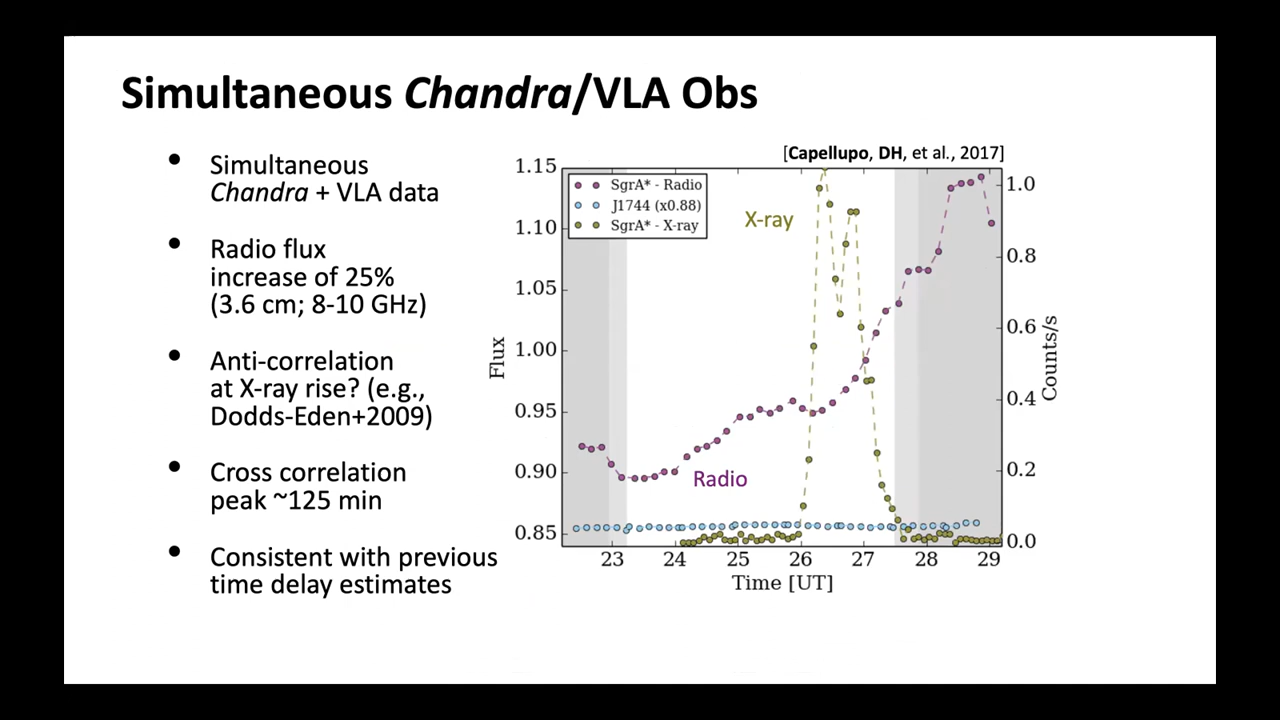 Simultaneous Chandra/VLA Obs
• Simultaneous
Chandra + VLA data
• Radio flux
increase of 25%
(3.6 cm; 8-10 GHz)
• Anti-correlation
at X-ray rise? (e.g.,
Dodds-Eden+2009)
• Cross correlation
peak ~125 min
• Consistent with previous
time delay estimates
[Capellupo, DH, et al., 2017]
SgrA* - Radio
J1744 (x0.88)
SgrA* - X-ray
X-ray
Radio
1.15
1.10
1.05
1.00
0.95
0.90
0.85
Flux
1.0
0.8
0.6
0.4
0.2
0.0
Counts/s
23 24 25 26 27 28 29
Time [UT]